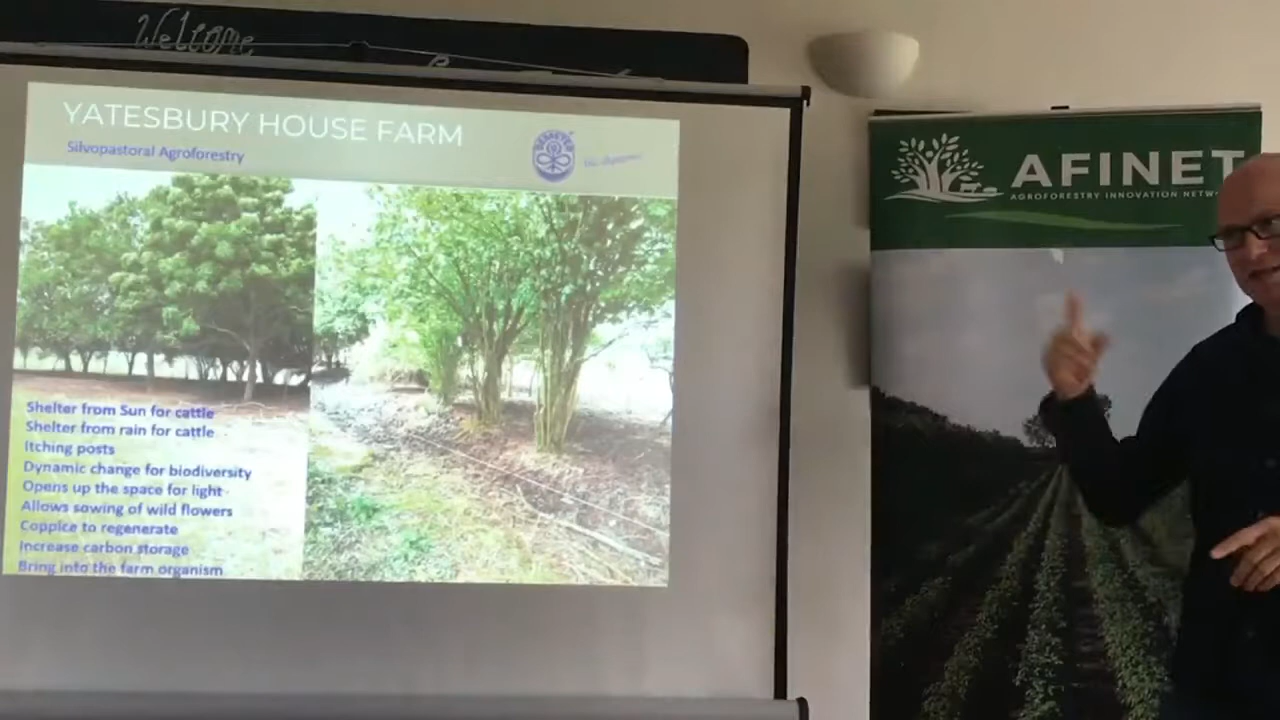 Welcome
YATESBURY HOUSE FARM
Silvopastoral Agroforestry
DEMETER
Shelter from Sun for cattle
Shelter from rain for cattle
Itching posts
Dynamic change for biodiversity
Opens up the space for light
Allows sowing of wild flowers
Coppice to regenerate
Increase carbon storage
Bring into the farm organism
AFINET
AGROFORESTRY INNOVATION NETW